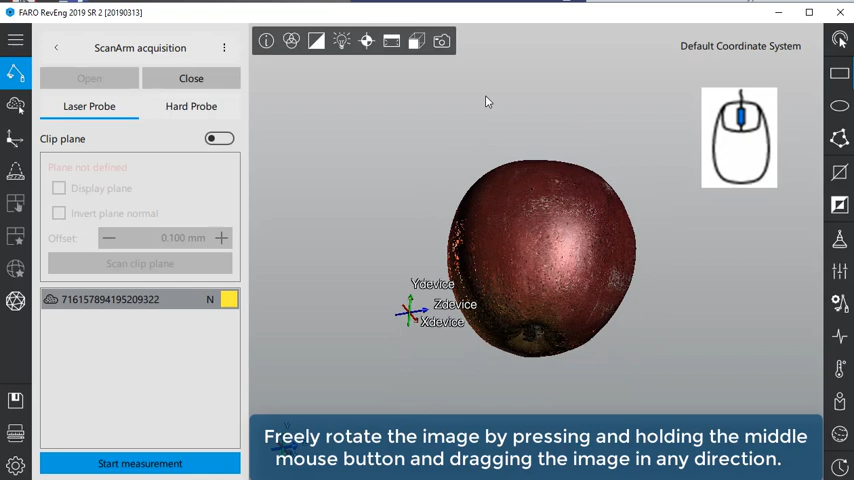 FARO RevEng 2019 SR 2 [20190313]
ScanArm acquisition
Default Coordinate System
Open
Close
Laser Probe
Hard Probe
Clip plane
Plane not defined
Display plane
Invert plane normal
Offset:
0.100 mm
Scan clip plane
Ydevice
Zdevice
Xdevice
716157894195209322
N
Freely rotate the image by pressing and holding the middle
mouse button and dragging the image in any direction.
Start measurement